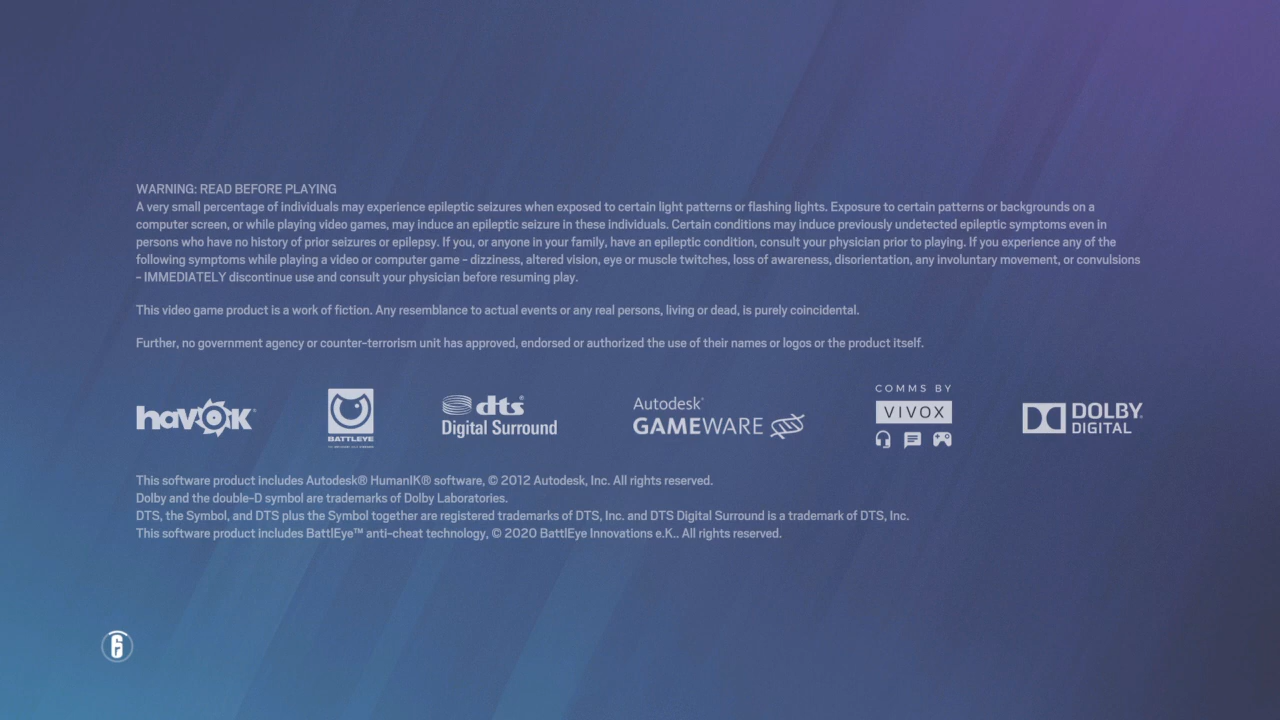 WARNING: READ BEFORE PLAYING
A very small percentage of individuals may experience epileptic seizures when exposed to certain light patterns or flashing lights. Exposure to certain patterns or backgrounds on a
computer screen, or while playing video games, may induce an epileptic seizure in these individuals. Certain conditions may induce previously undetected epileptic symptoms even in
persons who have no history of prior seizures or epilepsy. If you, or anyone in your family, have an epileptic condition, consult your physician prior to playing. If you experience any of the
following symptoms while playing a video or computer game - dizziness, altered vision, eye or muscle twitches, loss of awareness, disorientation, any involuntary movement, or convulsions
- IMMEDIATELY discontinue use and consult your physician before resuming play.
This video game product is a work of fiction. Any resemblance to actual events or any real persons, living or dead, is purely coincidental.
Further, no government agency or counter-terrorism unit has approved, endorsed or authorized the use of their names or logos or the product itself.
havok®
BATTLEYE
dts®
Digital Surround
Autodesk®
GAMEWARE
COMMS BY
VIVOX
DOLBY®
DIGITAL
This software product includes Autodesk® HumanIK® software, © 2012 Autodesk, Inc. All rights reserved.
Dolby and the double-D symbol are trademarks of Dolby Laboratories.
DTS, the Symbol, and DTS plus the Symbol together are registered trademarks of DTS, Inc. and DTS Digital Surround is a trademark of DTS, Inc.
This software product includes BattlEye™ anti-cheat technology, © 2020 BattlEye Innovations e.K.. All rights reserved.
6